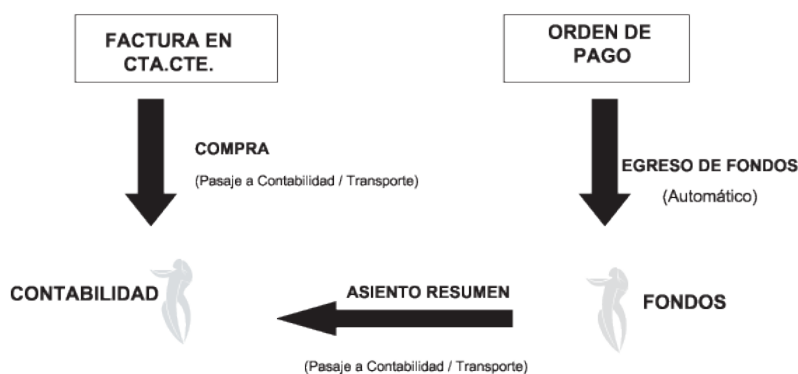 FACTURA EN
CTA.CTE.
ORDEN DE
PAGO
COMPRA
(Pasaje a Contabilidad / Transporte)
EGRESO DE FONDOS
(Automático)
CONTABILIDAD
ASIENTO RESUMEN
FONDOS
(Pasaje a Contabilidad / Transporte)